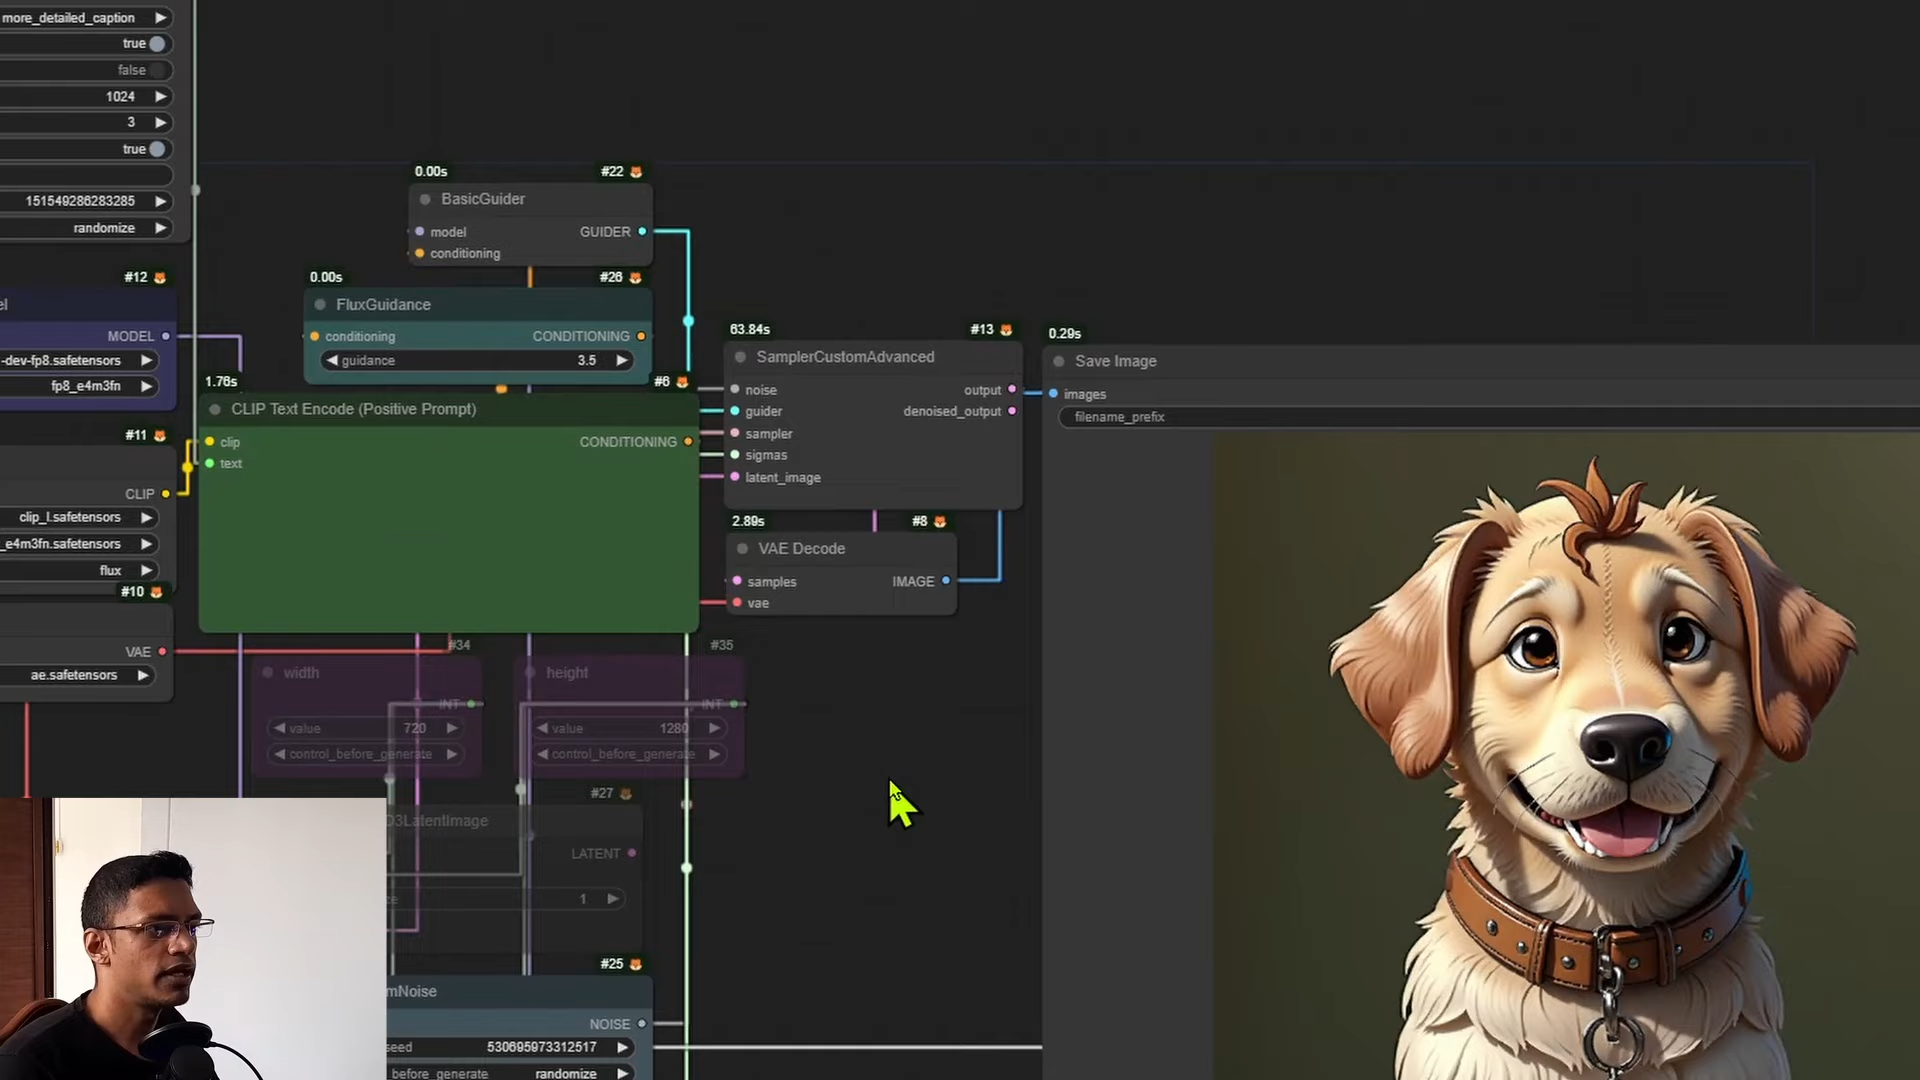 more_detailed_caption
true
false
1024
3
true
151549286283285
randomize
0.00s #22
BasicGuider
model GUIDER
conditioning
#12
0.00s #26
FluxGuidance
conditioning CONDITIONING
guidance 3.5
el
MODEL
-dev-fp8.safetensors
fp8_e4m3fn
1.76s #6
CLIP Text Encode (Positive Prompt)
clip CONDITIONING
text
#11
CLIP
clip_l.safetensors
_e4m3fn.safetensors
flux
#10
VAE
ae.safetensors
63.84s #13
SamplerCustomAdvanced
noise output
guider denoised_output
sampler
sigmas
latent_image
2.89s #8
VAE Decode
samples IMAGE
vae
0.29s
Save Image
images
filename_prefix
#34
width
INT
value 720
control_before_generate
#35
height
INT
value 1280
control_before_generate
#27
D3LatentImage
LATENT
ze 1
#25
mNoise
NOISE
seed 530695973312517
before_generate randomize